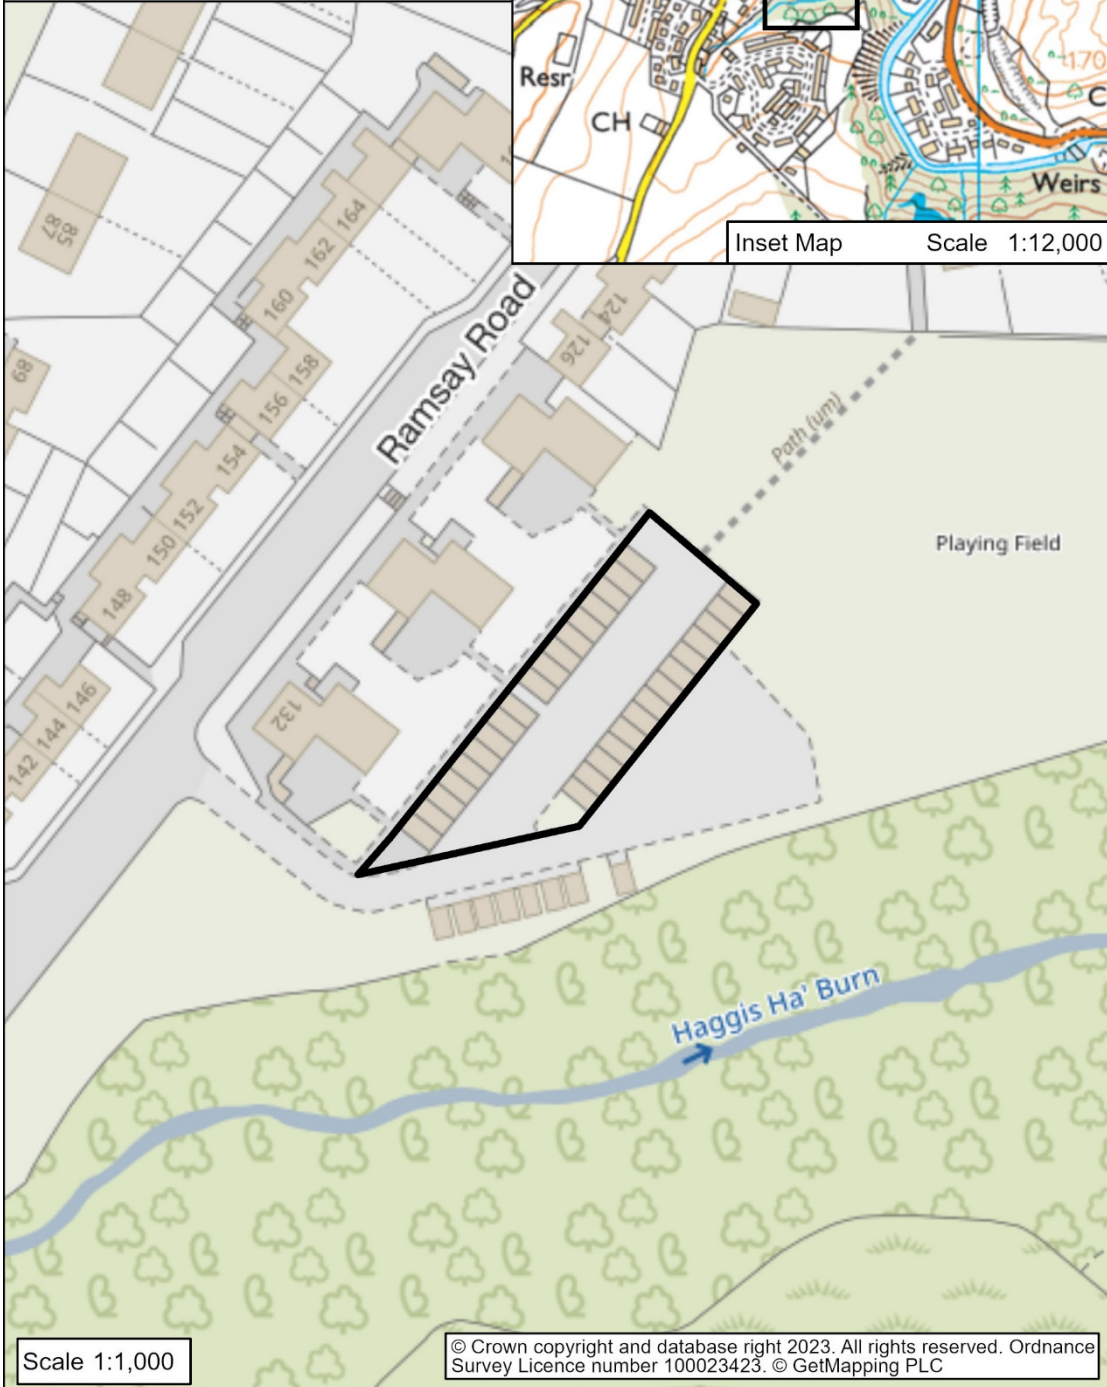 Resr
CH
170
C
Weirs
Inset Map Scale 1:12,000
85
87
164
162
160
158
156
154
152
150
148
146
144
142
68
Ramsay Road
124
126
132
Path (um)
Playing Field
Haggis Ha' Burn
Scale 1:1,000
© Crown copyright and database right 2023. All rights reserved. Ordnance
Survey Licence number 100023423. © GetMapping PLC